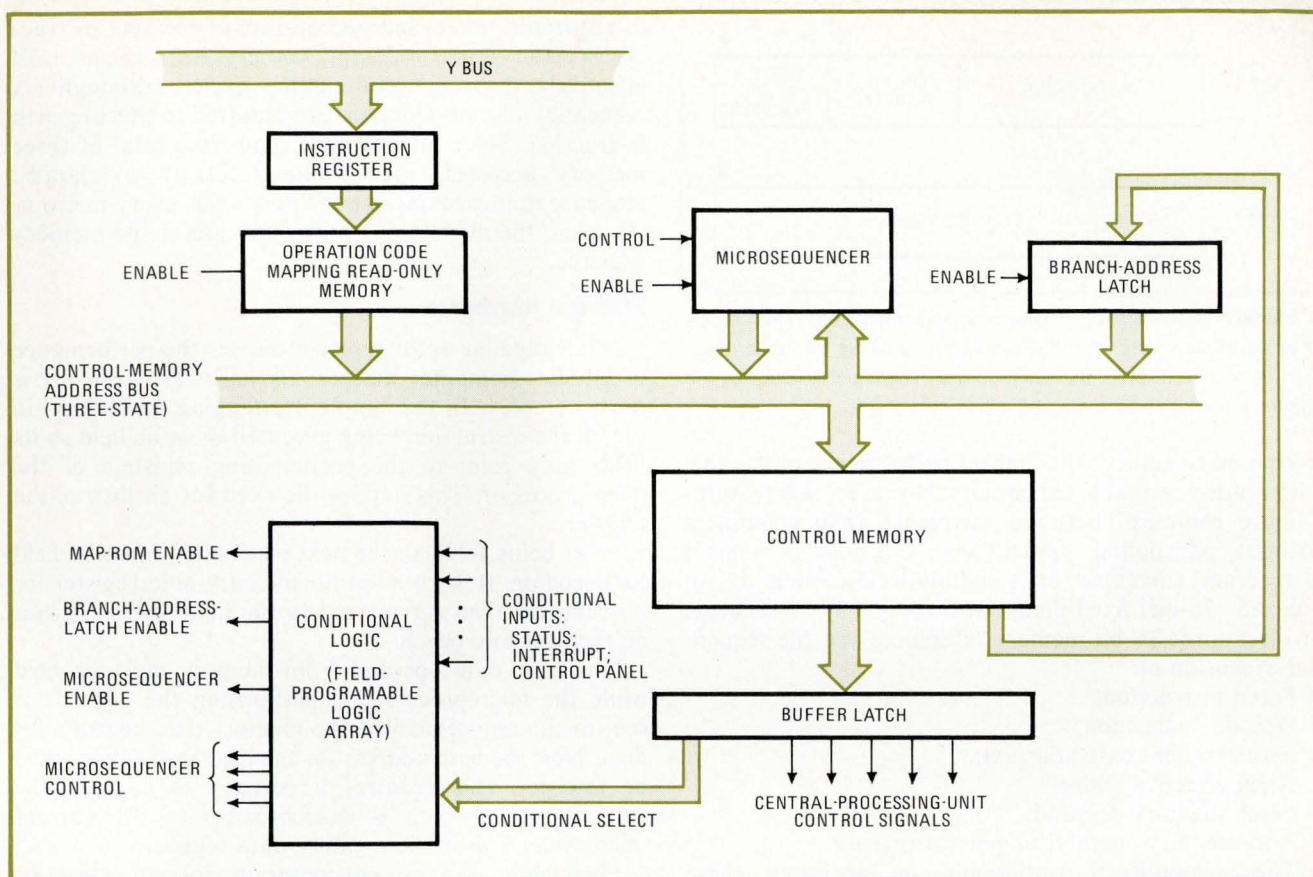 Y BUS
INSTRUCTION
REGISTER
ENABLE
OPERATION CODE
MAPPING READ-ONLY
MEMORY
CONTROL
ENABLE
MICROSEQUENCER
ENABLE
BRANCH-ADDRESS
LATCH
CONTROL-MEMORY
ADDRESS BUS
(THREE-STATE)
CONTROL MEMORY
MAP-ROM ENABLE
BRANCH-ADDRESS-
LATCH ENABLE
MICROSEQUENCER
ENABLE
MICROSEQUENCER
CONTROL
CONDITIONAL
LOGIC
(FIELD-
PROGRAMABLE
LOGIC
ARRAY)
CONDITIONAL
INPUTS:
STATUS;
INTERRUPT;
CONTROL PANEL
BUFFER LATCH
CONDITIONAL SELECT
CENTRAL-PROCESSING-UNIT
CONTROL SIGNALS